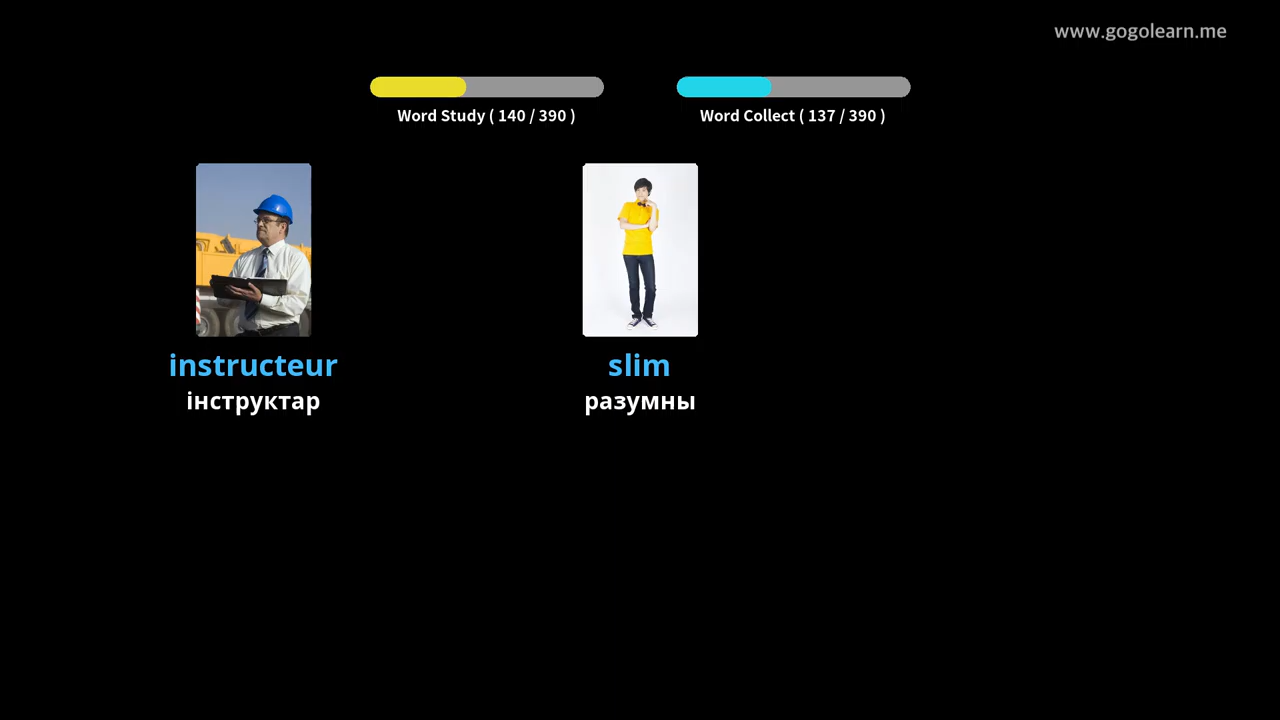 www.gogolearn.me
Word Study ( 140 / 390 )
Word Collect ( 137 / 390 )
instructeur
інструктар
slim
разумны